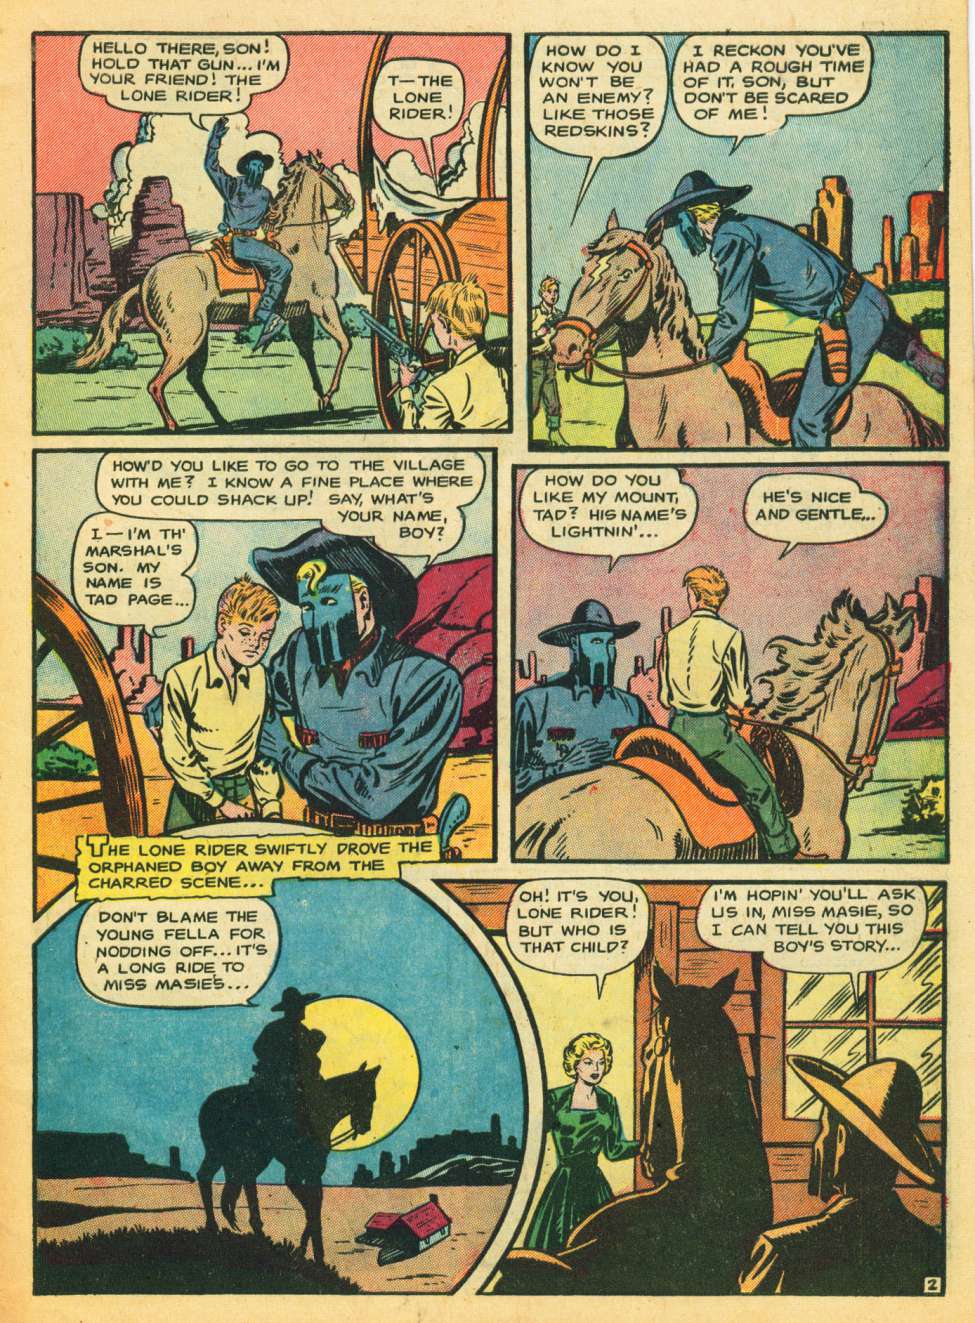 HELLO THERE, SON!
HOLD THAT GUN... I'M
YOUR FRIEND! THE
LONE RIDER!
T—THE
LONE
RIDER!
HOW DO I
KNOW YOU
WON'T BE
AN ENEMY?
LIKE THOSE
REDSKINS?
I RECKON YOU'VE
HAD A ROUGH TIME
OF IT, SON, BUT
DON'T BE SCARED
OF ME!
HOW'D YOU LIKE TO GO TO THE VILLAGE
WITH ME? I KNOW A FINE PLACE WHERE
YOU COULD SHACK UP! SAY, WHAT'S
YOUR NAME,
BOY?
I—I'M TH'
MARSHAL'S
SON. MY
NAME IS
TAD PAGE...
HOW DO YOU
LIKE MY MOUNT,
TAD? HIS NAME'S
LIGHTNIN'...
HE'S NICE
AND GENTLE...
THE LONE RIDER SWIFTLY DROVE THE
ORPHANED BOY AWAY FROM THE
CHARRED SCENE...
DON'T BLAME THE
YOUNG FELLA FOR
NODDING OFF... IT'S
A LONG RIDE TO
MISS MASIE'S...
OH! IT'S YOU,
LONE RIDER!
BUT WHO IS
THAT CHILD?
I'M HOPIN' YOU'LL ASK
US IN, MISS MASIE, SO
I CAN TELL YOU THIS
BOY'S STORY...
2